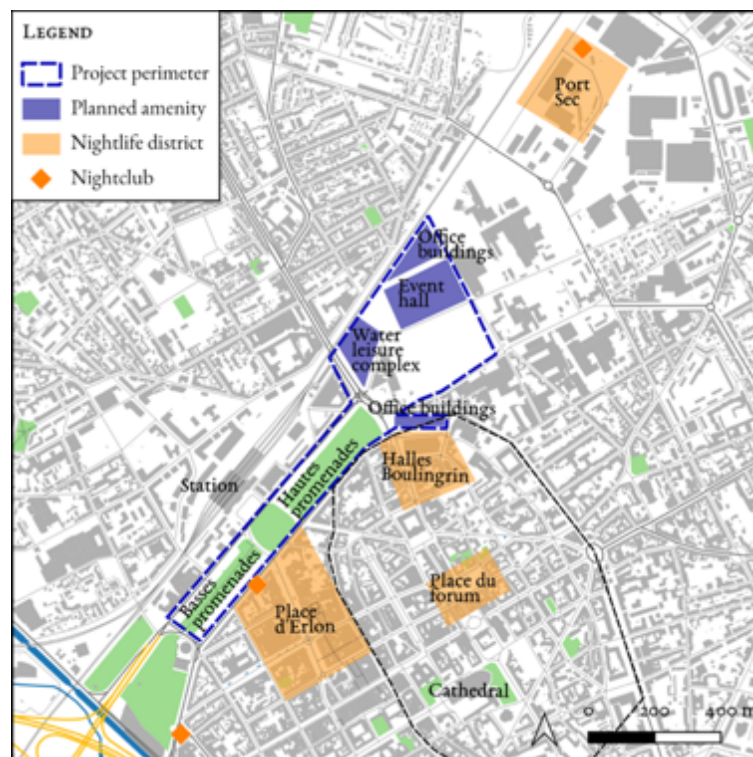 LEGEND
Project perimeter
Planned amenity
Nightlife district
Nightclub
Port
Sec
Office
buildings
Event
hall
Water
leisure
complex
Office buildings
Halles
Boulingrin
Station
Hautes
promenades
Basses
promenades
Place
d'Erlon
Place du
forum
Cathedral
0 200 400 m